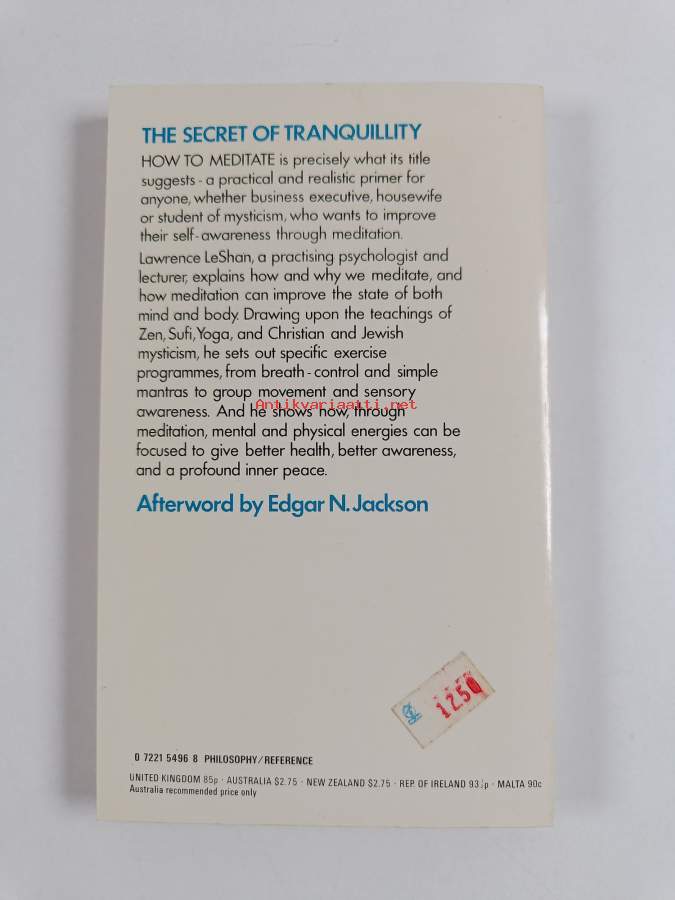 THE SECRET OF TRANQUILLITY
HOW TO MEDITATE is precisely what its title
suggests - a practical and realistic primer for
anyone, whether business executive, housewife
or student of mysticism, who wants to improve
their self-awareness through meditation.
Lawrence LeShan, a practising psychologist and
lecturer, explains how and why we meditate, and
how meditation can improve the state of both
mind and body. Drawing upon the teachings of
Zen, Sufi, Yoga, and Christian and Jewish
mysticism, he sets out specific exercise
programmes, from breath-control and simple
mantras to group movement and sensory
Antikvariaatti.net
awareness. And he shows how, through
meditation, mental and physical energies can be
focused to give better health, better awareness,
and a profound inner peace.
Afterword by Edgar N. Jackson
1250
0 7221 5496 8 PHILOSOPHY/REFERENCE
UNITED KINGDOM 85p · AUSTRALIA $2.75 · NEW ZEALAND $2.75 · REP. OF IRELAND 93½p · MALTA 90c
Australia recommended price only